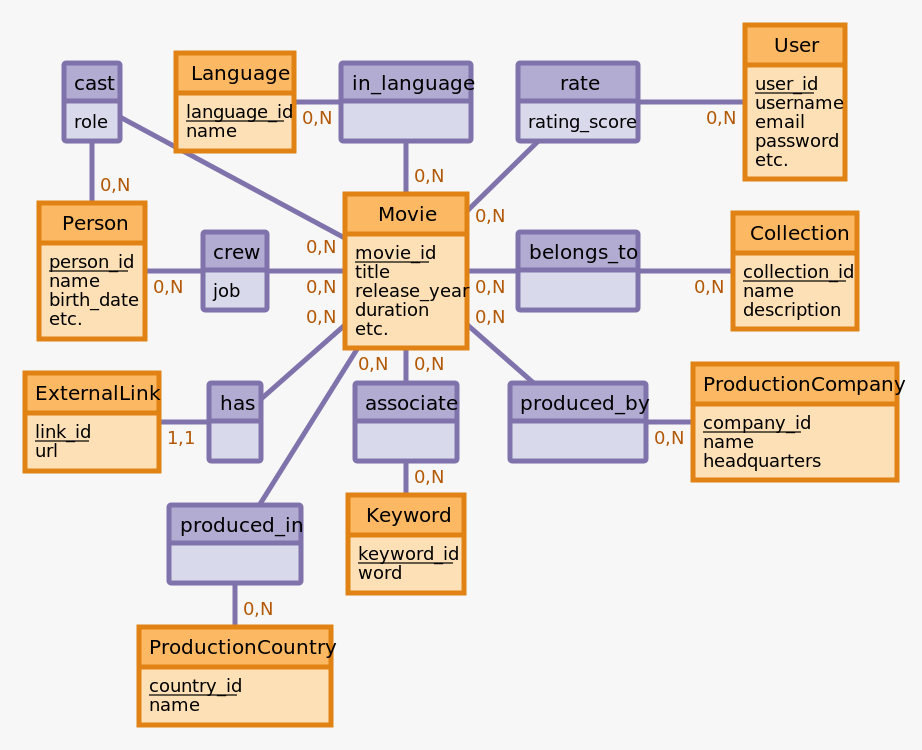 User
user_id
username
email
password
etc.
cast
role
Language
language_id
name
in_language
rate
rating_score
0,N
0,N
0,N
0,N
0,N
Person
person_id
name
birth_date
etc.
0,N
crew
job
0,N
0,N
0,N
Movie
movie_id
title
release_year
duration
etc.
0,N
0,N
belongs_to
0,N
Collection
collection_id
name
description
0,N
0,N
ExternalLink
link_id
url
1,1
has
associate
produced_by
0,N
ProductionCompany
company_id
name
headquarters
0,N
produced_in
Keyword
keyword_id
word
0,N
ProductionCountry
country_id
name